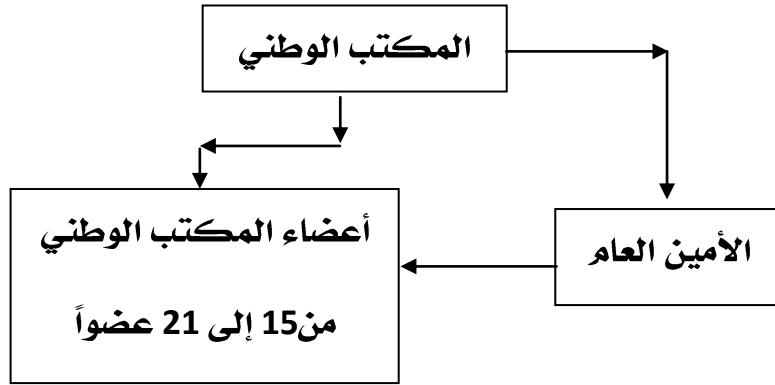 المكتب الوطني
الأمين العام
أعضاء المكتب الوطني
من15 إلى 21 عضواً